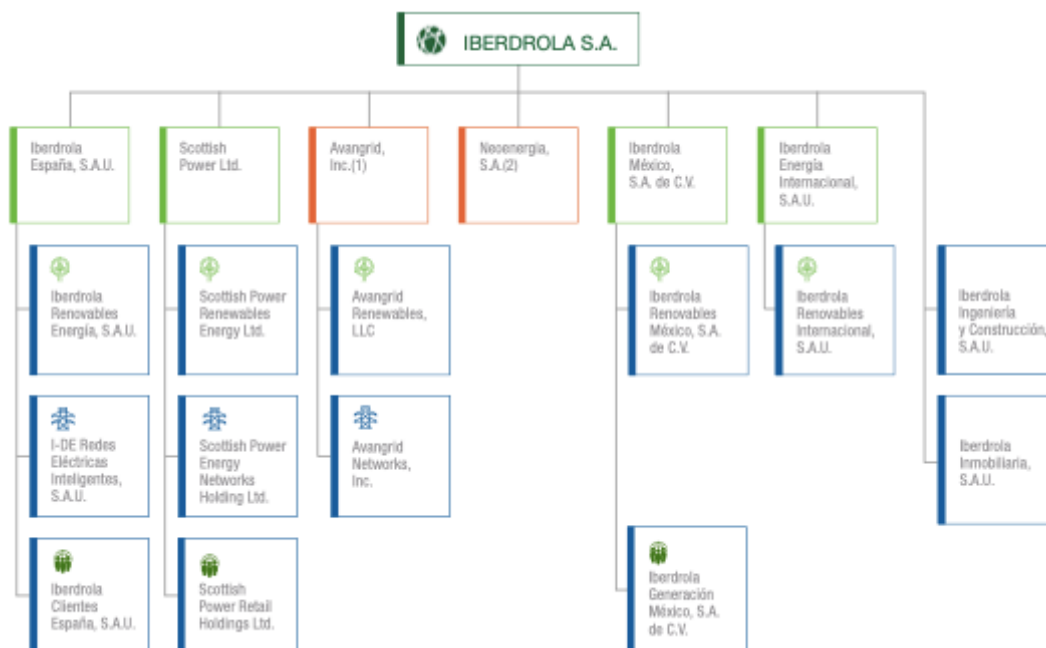 IBERDROLA S.A.
Iberdrola
España, S.A.U.
Scottish
Power Ltd.
Avangrid,
Inc.(1)
Neoenergia,
S.A.(2)
Iberdrola
México,
S.A. de C.V.
Iberdrola
Energía
Internacional,
S.A.U.
Iberdrola
Renovables
Energía, S.A.U.
Scottish Power
Renewables
Energy Ltd.
Avangrid
Renewables,
LLC
Iberdrola
Renovables
México, S.A.
de C.V.
Iberdrola
Renovables
Internacional,
S.A.U.
Iberdrola
Ingeniería
y Construcción,
S.A.U.
I-DE Redes
Eléctricas
Inteligentes,
S.A.U.
Scottish Power
Energy
Networks
Holding Ltd.
Avangrid
Networks,
Inc.
Iberdrola
Inmobiliaria,
S.A.U.
Iberdrola
Clientes
España, S.A.U.
Scottish
Power Retail
Holdings Ltd.
Iberdrola
Generación
México, S.A.
de C.V.